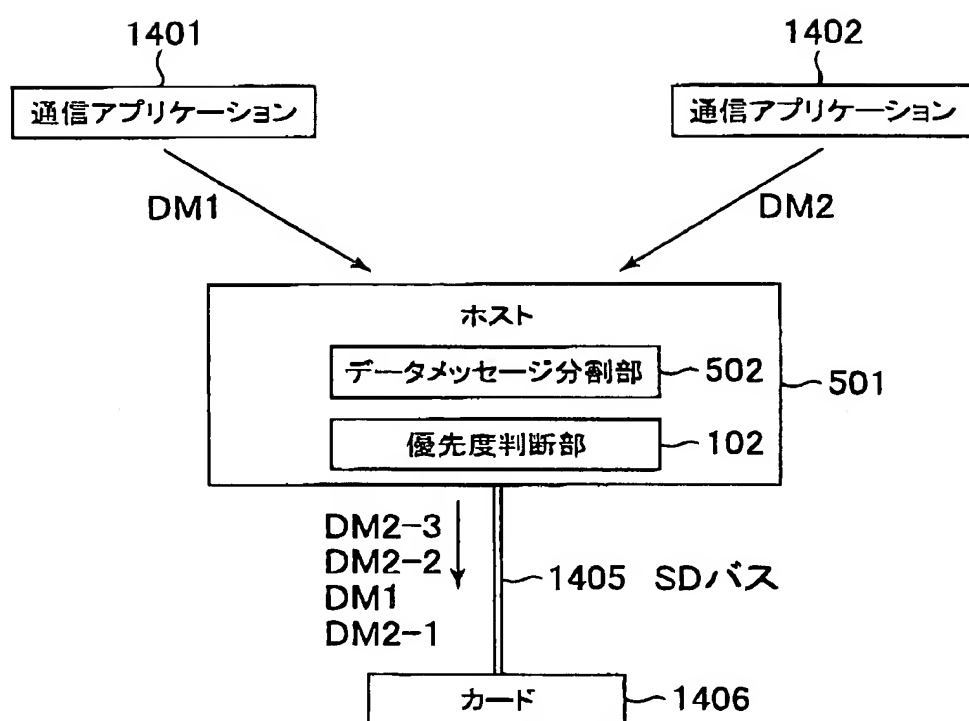 1401
1402
通信アプリケーション
通信アプリケーション
DM1
DM2
ホスト
データメッセージ分割部
502
501
優先度判断部
102
DM2-3
DM2-2
DM1
DM2-1
1405 SDバス
カード
1406